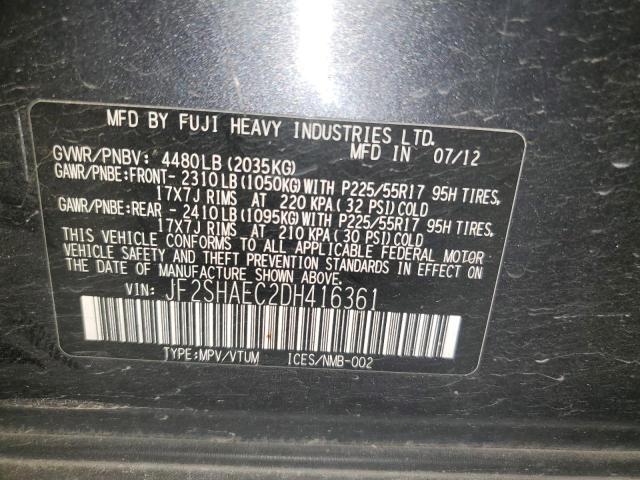 MFD BY FUJI HEAVY INDUSTRIES LTD.
MFD IN 07/12
GVWR/PNBV: 4480LB (2035KG)
GAWR/PNBE:FRONT- 2310LB (1050KG) WITH P225/55R17 95H TIRES,
17X7J RIMS AT 220 KPA (32 PSI) COLD
GAWR/PNBE:REAR - 2410LB (1095KG) WITH P225/55R17 95H TIRES,
17X7J RIMS AT 210 KPA (30 PSI) COLD
THIS VEHICLE CONFORMS TO ALL APPLICABLE FEDERAL MOTOR
VEHICLE SAFETY AND THEFT PREVENTION STANDARDS IN EFFECT ON
THE DATE OF MANUFACTURE SHOWN ABOVE.
VIN: JF2SHAEC2DH416361
TYPE:MPV/VTUM ICES/NMB-002